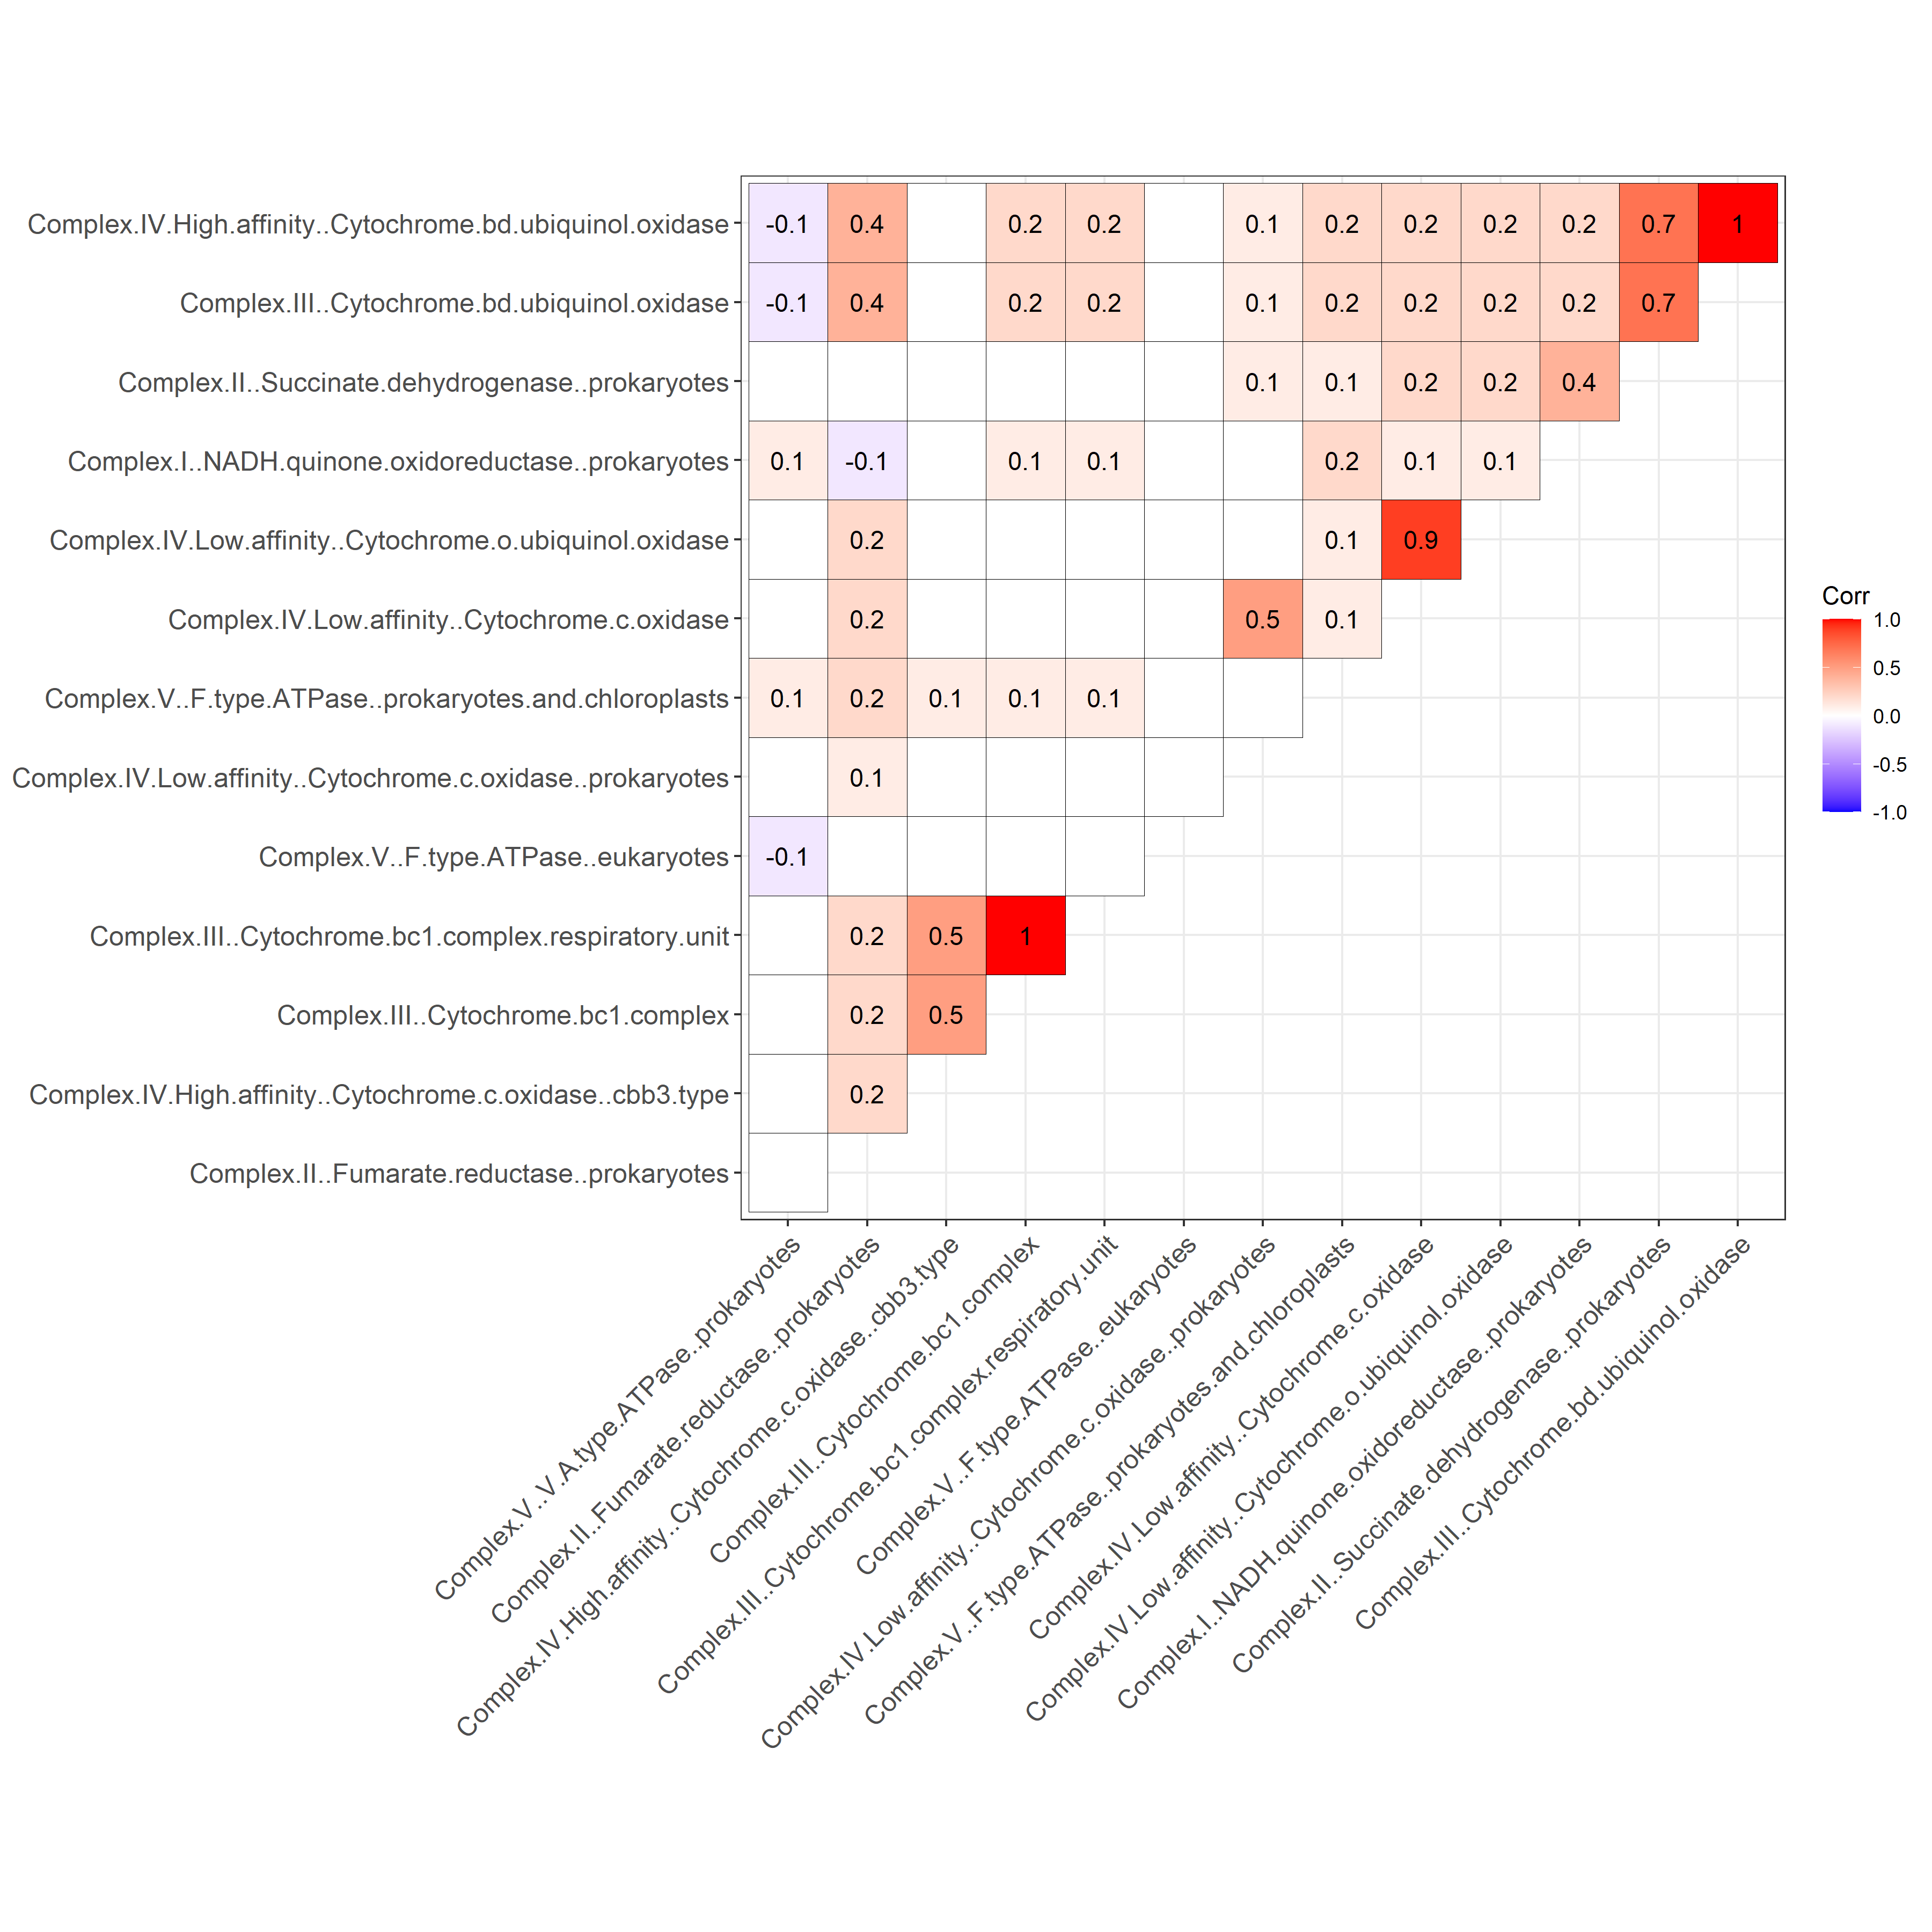 Complex.IV.High.affinity..Cytochrome.bd.ubiquinol.oxidase -0.1 0.4 0.2 0.2 0.1 0.2 0.2 0.2 0.2 0.7 1
Complex.III..Cytochrome.bd.ubiquinol.oxidase -0.1 0.4 0.2 0.2 0.1 0.2 0.2 0.2 0.2 0.7
Complex.II..Succinate.dehydrogenase..prokaryotes 0.1 0.1 0.2 0.2 0.4
Complex.I..NADH.quinone.oxidoreductase..prokaryotes 0.1 -0.1 0.1 0.1 0.2 0.1 0.1
Complex.IV.Low.affinity..Cytochrome.o.ubiquinol.oxidase 0.2 0.1 0.9
Complex.IV.Low.affinity..Cytochrome.c.oxidase 0.2 0.5 0.1
Complex.V..F.type.ATPase..prokaryotes.and.chloroplasts 0.1 0.2 0.1 0.1 0.1
Complex.IV.Low.affinity..Cytochrome.c.oxidase..prokaryotes 0.1
Complex.V..F.type.ATPase..eukaryotes -0.1
Complex.III..Cytochrome.bc1.complex.respiratory.unit 0.2 0.5 1
Complex.III..Cytochrome.bc1.complex 0.2 0.5
Complex.IV.High.affinity..Cytochrome.c.oxidase..cbb3.type 0.2
Complex.II..Fumarate.reductase..prokaryotes
Corr
1.0
0.5
0.0
-0.5
-1.0
Complex.V..V.A.type.ATPase..prokaryotes
Complex.II..Fumarate.reductase..prokaryotes
Complex.IV.High.affinity..Cytochrome.c.oxidase..cbb3.type
Complex.III..Cytochrome.bc1.complex
Complex.III..Cytochrome.bc1.complex.respiratory.unit
Complex.V..F.type.ATPase..eukaryotes
Complex.IV.Low.affinity..Cytochrome.c.oxidase..prokaryotes
Complex.V..F.type.ATPase..prokaryotes.and.chloroplasts
Complex.IV.Low.affinity..Cytochrome.c.oxidase
Complex.IV.Low.affinity..Cytochrome.o.ubiquinol.oxidase
Complex.I..NADH.quinone.oxidoreductase..prokaryotes
Complex.II..Succinate.dehydrogenase..prokaryotes
Complex.III..Cytochrome.bd.ubiquinol.oxidase